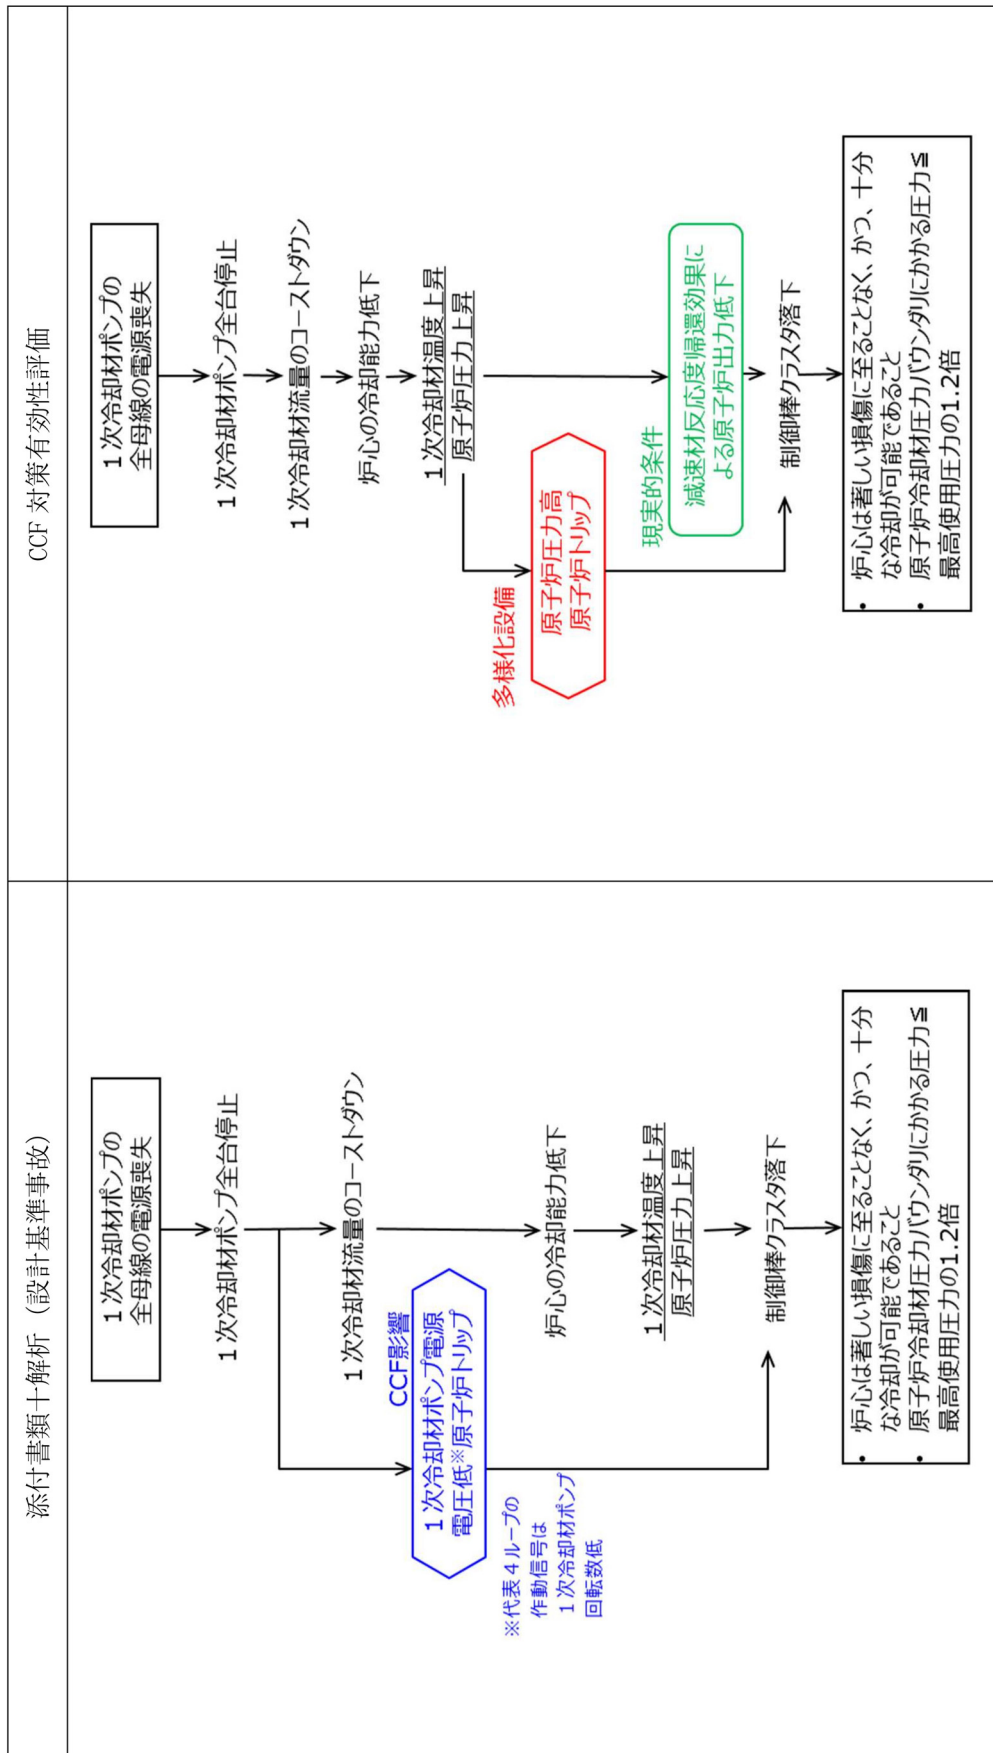 添付書類十解析（設計基準事故）
１次冷却材ポンプの
全母線の電源喪失
１次冷却材ポンプ全台停止
１次冷却材流量のコーストダウン
CCF影響
１次冷却材ポンプ電源
電圧低※原子炉トリップ
※代表４ループの
作動信号は
１次冷却材ポンプ
回転数低
炉心の冷却能力低下
１次冷却材温度上昇
原子炉圧力上昇
制御棒クラスタ落下
• 炉心は著しい損傷に至ることなく、かつ、十分
な冷却が可能であること
• 原子炉冷却材圧力バウンダリにかかる圧力≦
最高使用圧力の1.2倍
CCF 対策有効性評価
１次冷却材ポンプの
全母線の電源喪失
１次冷却材ポンプ全台停止
１次冷却材流量のコーストダウン
炉心の冷却能力低下
１次冷却材温度上昇
原子炉圧力上昇
多様化設備
原子炉圧力高
原子炉トリップ
現実的条件
減速材反応度帰還効果に
よる原子炉出力低下
制御棒クラスタ落下
• 炉心は著しい損傷に至ることなく、かつ、十分
な冷却が可能であること
• 原子炉冷却材圧力バウンダリにかかる圧力≦
最高使用圧力の1.2倍